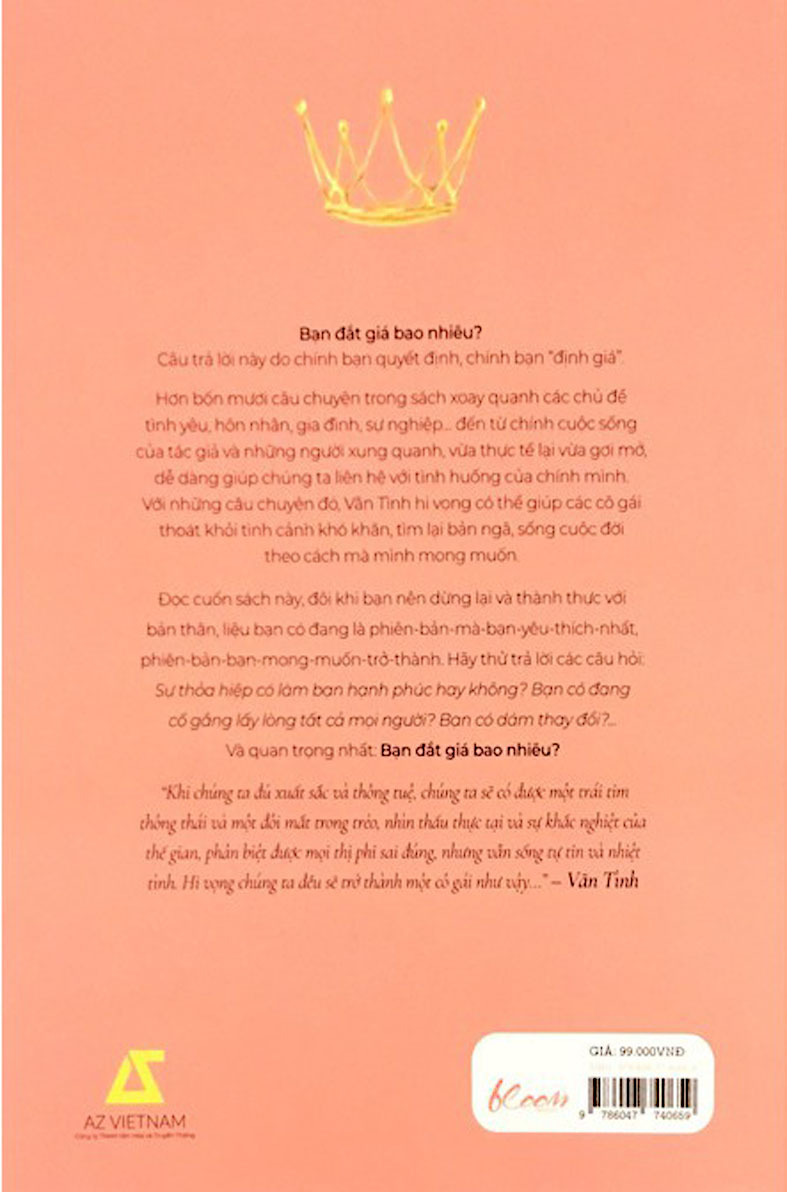 Bạn đắt giá bao nhiêu?
Câu trả lời này do chính bạn quyết định, chính bạn “định giá”.
Hơn bốn mươi câu chuyện trong sách xoay quanh các chủ đề
tình yêu, hôn nhân, gia đình, sự nghiệp... đến từ chính cuộc sống
của tác giả và những người xung quanh, vừa thực tế lại vừa gợi mở,
dễ dàng giúp chúng ta liên hệ với tình huống của chính mình.
Với những câu chuyện đó, Vãn Tình hi vọng có thể giúp các cô gái
thoát khỏi tình cảnh khó khăn, tìm lại bản ngã, sống cuộc đời
theo cách mà mình mong muốn.
Đọc cuốn sách này, đôi khi bạn nên dừng lại và thành thực với
bản thân, liệu bạn có đang là phiên-bản-mà-bạn-yêu-thích-nhất,
phiên-bản-bạn-mong-muốn-trở-thành. Hãy thử trả lời các câu hỏi:
Sự thỏa hiệp có làm bạn hạnh phúc hay không? Bạn có đang
cố gắng lấy lòng tất cả mọi người? Bạn có dám thay đổi?...
Và quan trọng nhất: Bạn đắt giá bao nhiêu?
“Khi chúng ta đủ xuất sắc và thông tuệ, chúng ta sẽ có được một trái tim
thông thái và một đôi mắt trong trẻo, nhìn thấu thực tại và sự khắc nghiệt của
thế gian, phân biệt được mọi thị phi sai đúng, nhưng vẫn sống tự tin và nhiệt
tình. Hi vọng chúng ta đều sẽ trở thành một cô gái như vậy...” – Vãn Tình
GIÁ: 99.000VNĐ
bloom
9 786047 740659
AZ VIETNAM
Công ty TNHH Văn Hóa và Truyền Thông